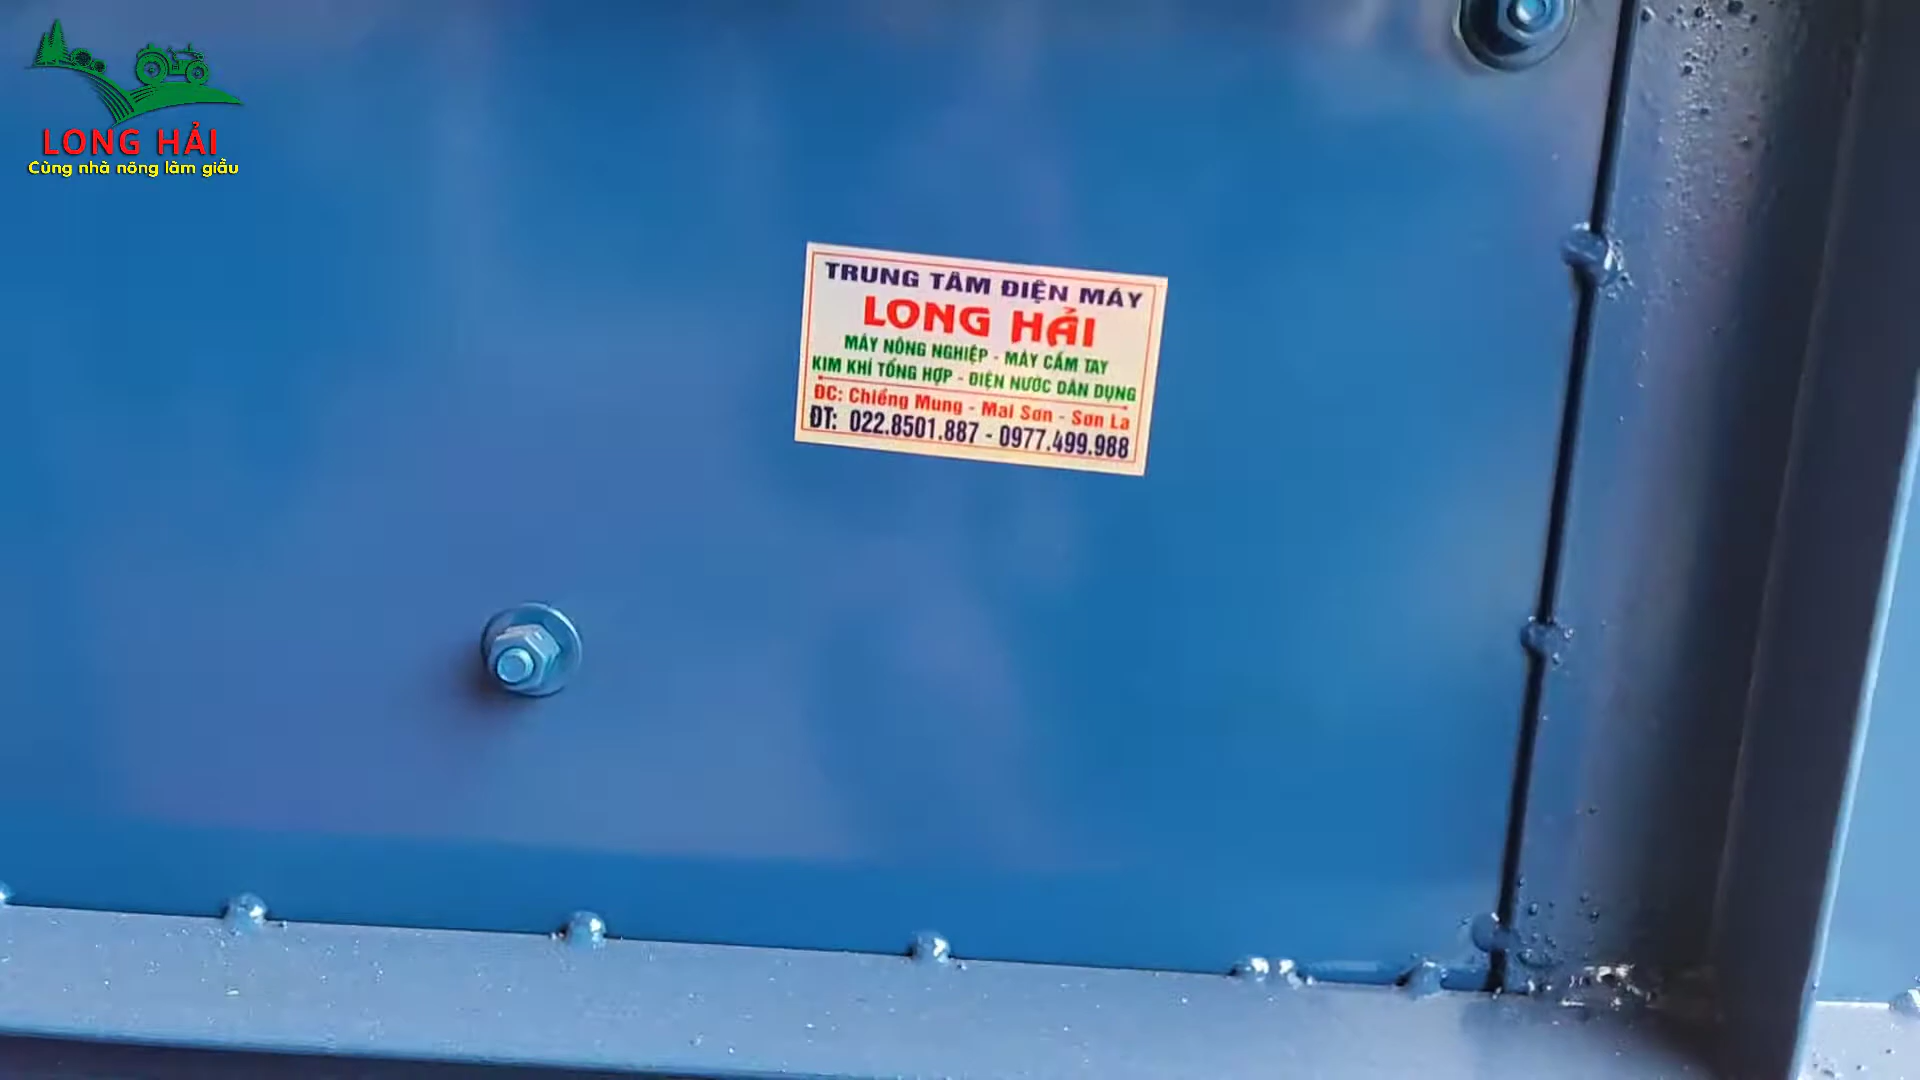 LONG HẢI
Cùng nhà nông làm giầu
TRUNG TÂM ĐIỆN MÁY
LONG HẢI
MÁY NÔNG NGHIỆP - MÁY CẦM TAY
KIM KHÍ TỔNG HỢP - ĐIỆN NƯỚC DÂN DỤNG
ĐC: Chiềng Mung - Mai Sơn - Sơn La
ĐT: 022.8501.887 - 0977.499.988